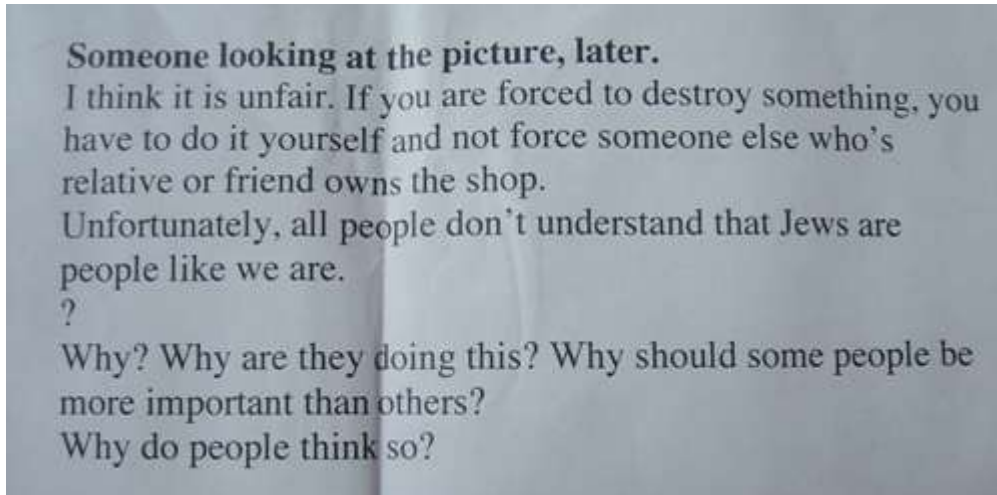 Someone looking at the picture, later.
I think it is unfair. If you are forced to destroy something, you
have to do it yourself and not force someone else who's
relative or friend owns the shop.
Unfortunately, all people don't understand that Jews are
people like we are.
?
Why? Why are they doing this? Why should some people be
more important than others?
Why do people think so?